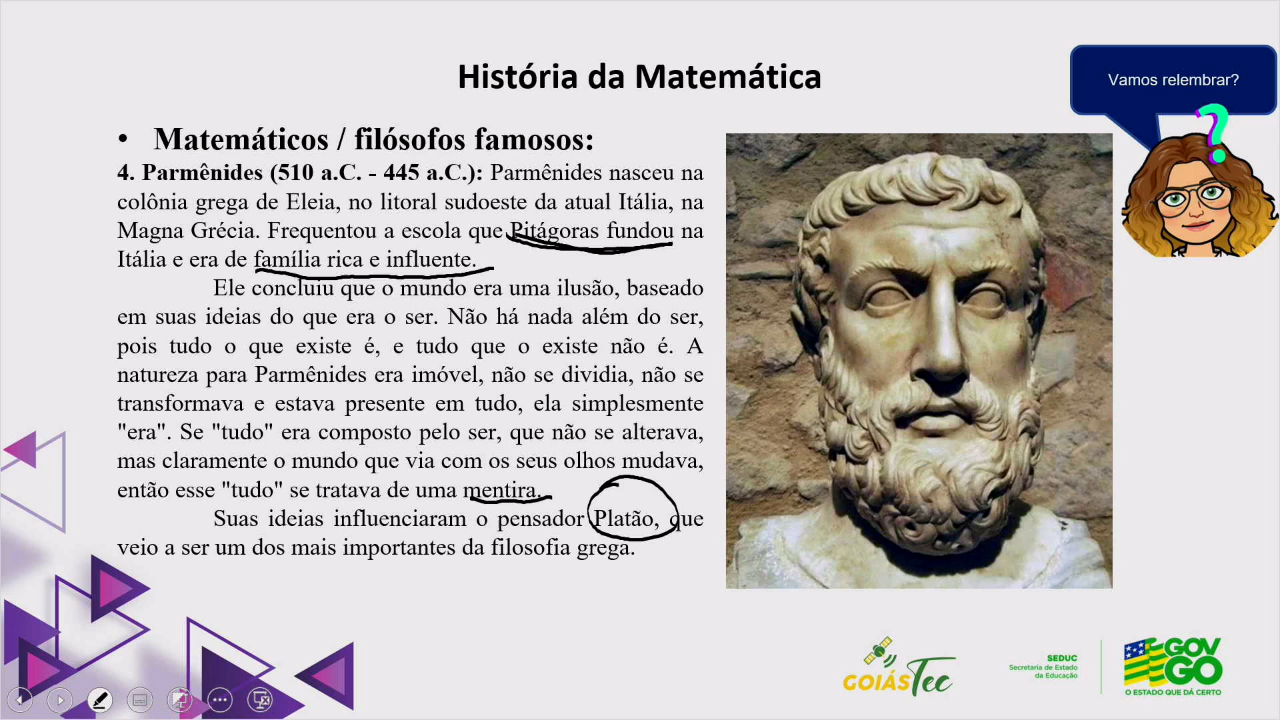 História da Matemática
Vamos relembrar?
• Matemáticos / filósofos famosos:
4. Parmênides (510 a.C. - 445 a.C.): Parmênides nasceu na
colônia grega de Eleia, no litoral sudoeste da atual Itália, na
Magna Grécia. Frequentou a escola que Pitágoras fundou na
Itália e era de família rica e influente.
Ele concluiu que o mundo era uma ilusão, baseado
em suas ideias do que era o ser. Não há nada além do ser,
pois tudo o que existe é, e tudo que o existe não é. A
natureza para Parmênides era imóvel, não se dividia, não se
transformava e estava presente em tudo, ela simplesmente
"era". Se "tudo" era composto pelo ser, que não se alterava,
mas claramente o mundo que via com os seus olhos mudava,
então esse "tudo" se tratava de uma mentira.
Suas ideias influenciaram o pensador Platão, que
veio a ser um dos mais importantes da filosofia grega.
GOIÁS Tec
SEDUC
Secretaria de Estado
da Educação
GOV
GO
O ESTADO QUE DÁ CERTO